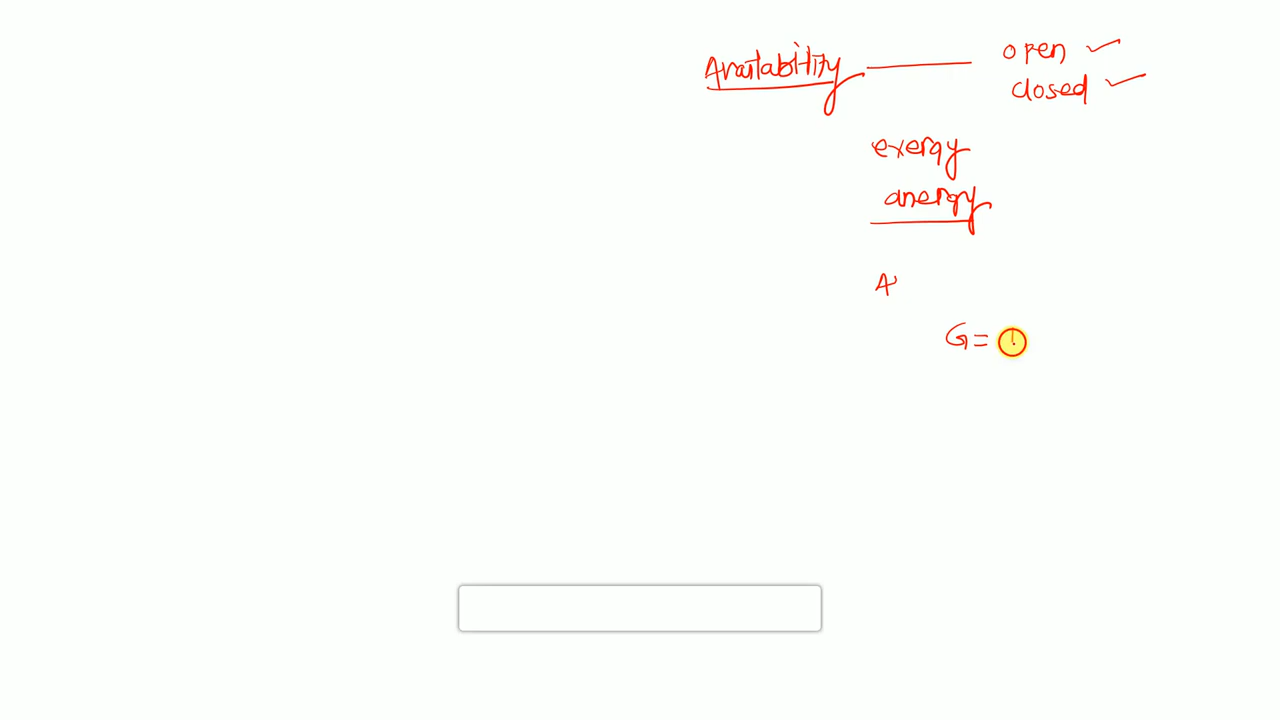 Availability — open ✓
closed ✓
exergy
anergy
A'
G =